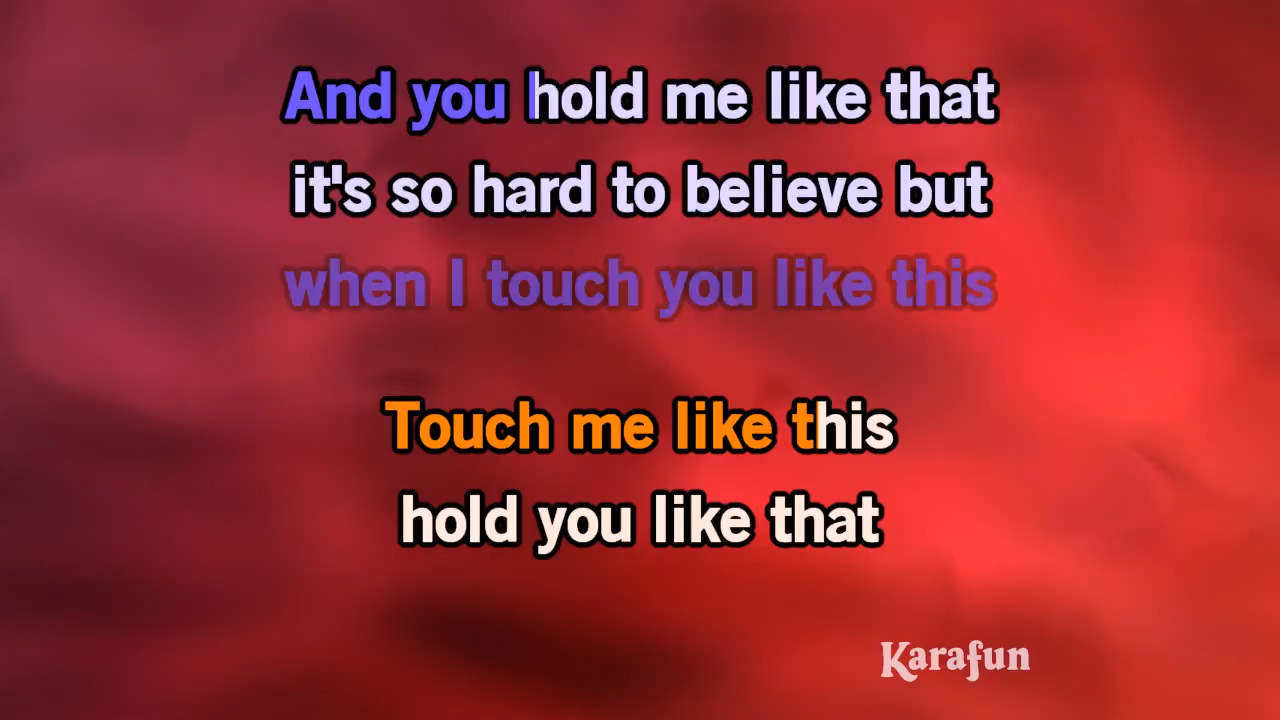 And you hold me like that
it's so hard to believe but
when I touch you like this
Touch me like this
hold you like that
Karafun